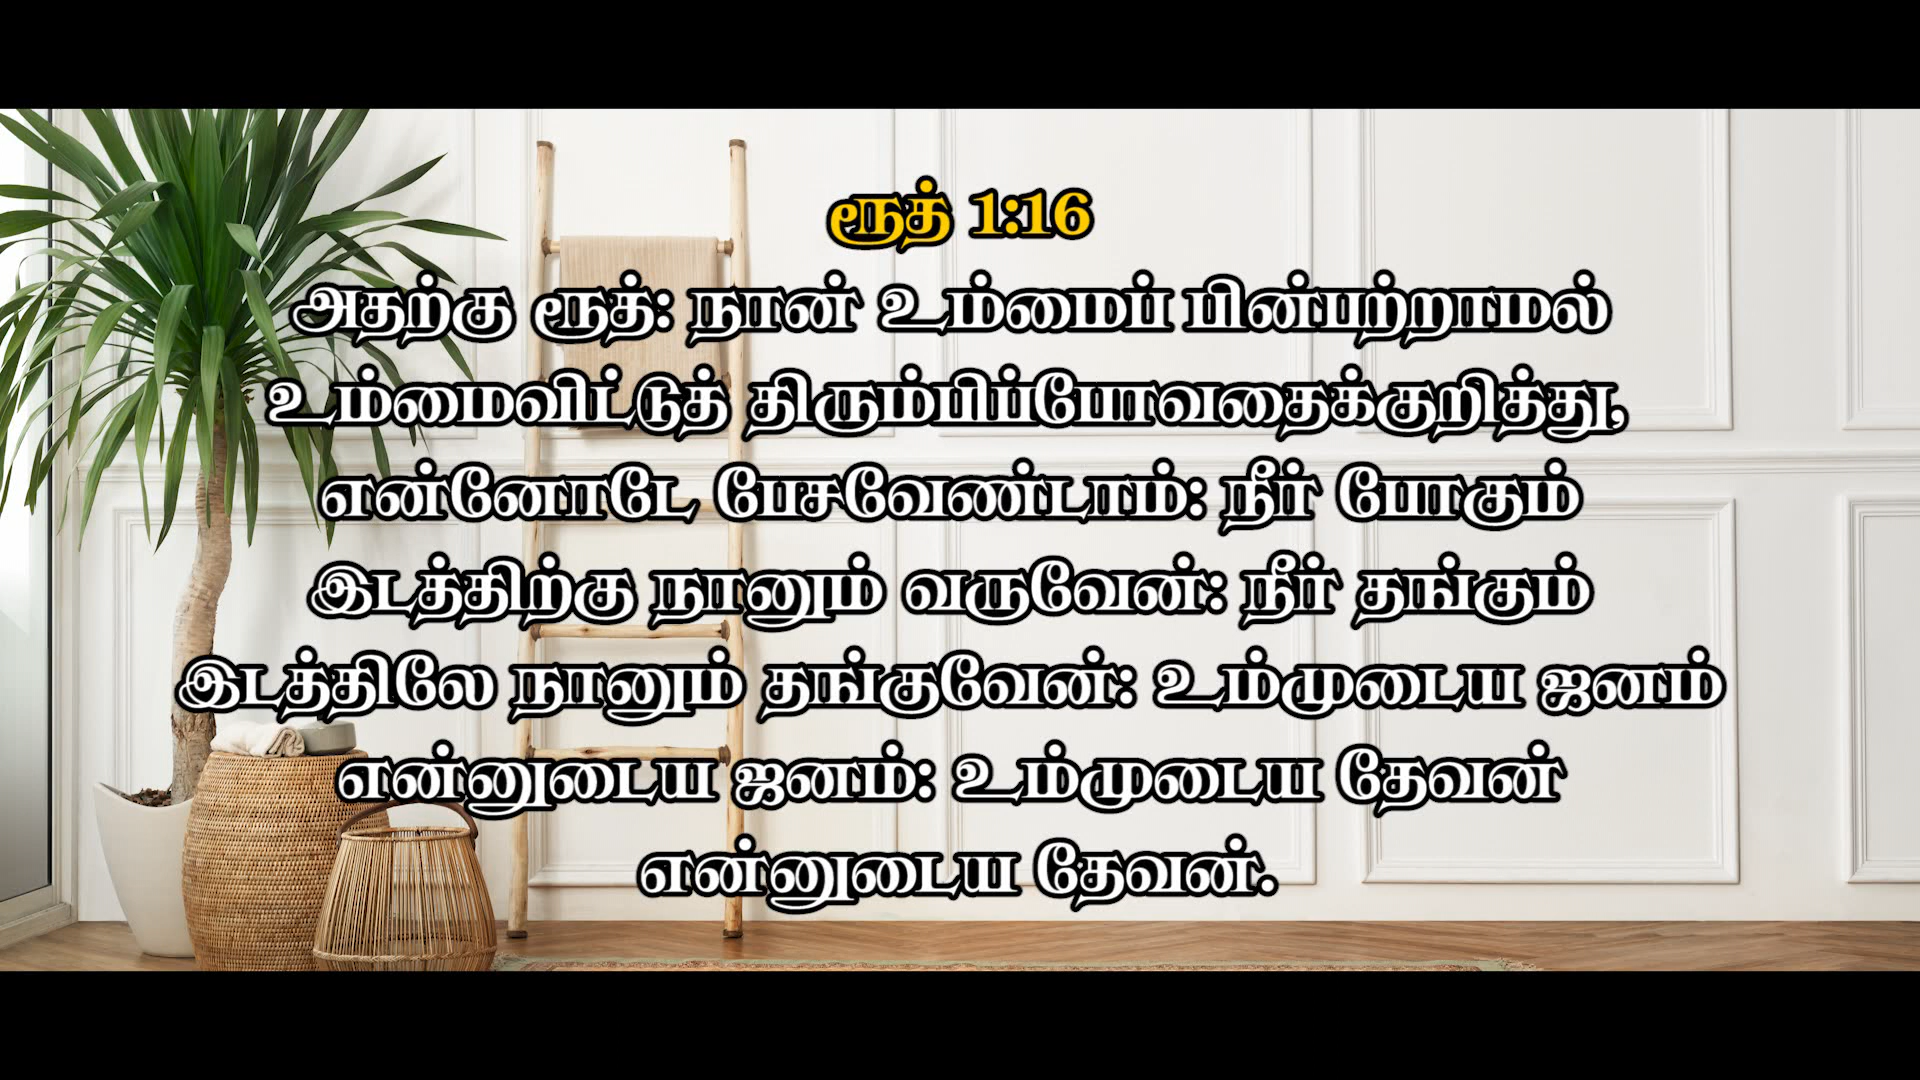 ரூத் 1:16
அதற்கு ரூத்: நான் உம்மைப் பின்பற்றாமல்
உம்மைவிட்டுத் திரும்பிப்போவதைக்குறித்து,
என்னோடே பேசவேண்டாம்: நீர் போகும்
இடத்திற்கு நானும் வருவேன்: நீர் தங்கும்
இடத்திலே நானும் தங்குவேன்: உம்முடைய ஜனம்
என்னுடைய ஜனம்: உம்முடைய தேவன்
என்னுடைய தேவன்.